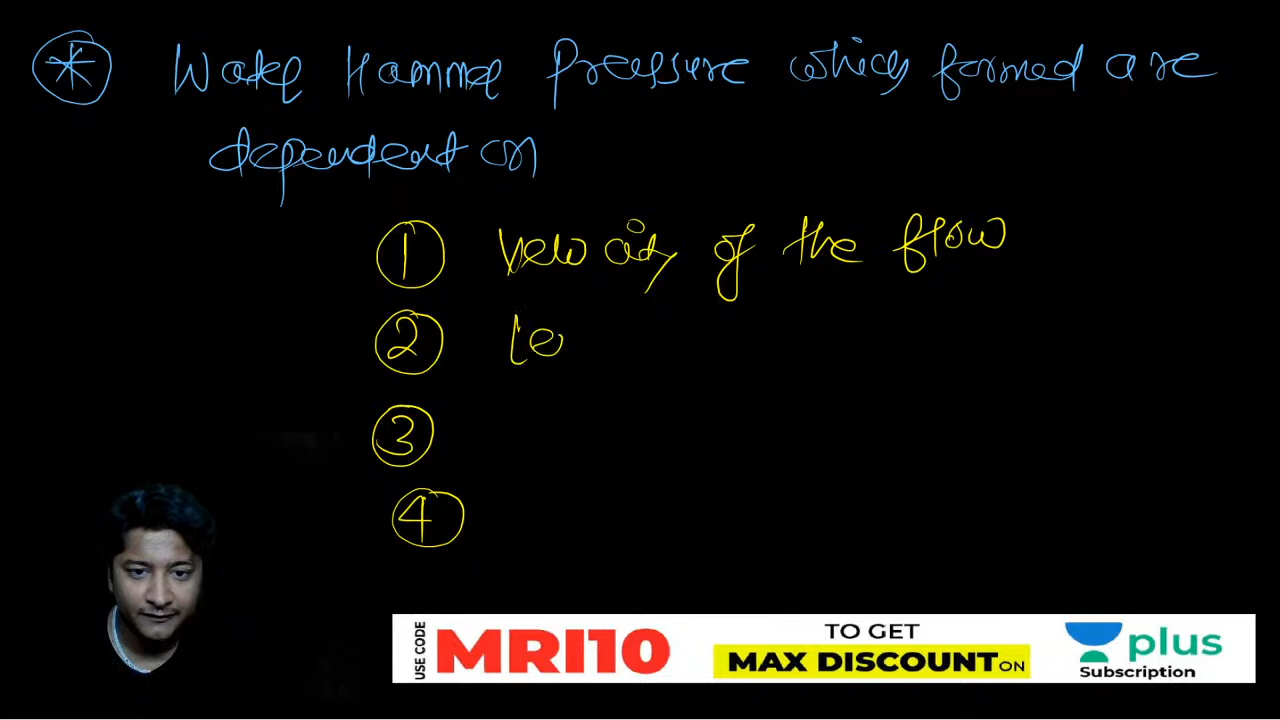 * Water Hammer Pressure which formed are
dependent on
1 Velocity of the flow
2 le
3
4
USE CODE MRI10 TO GET MAX DISCOUNT ON plus Subscription